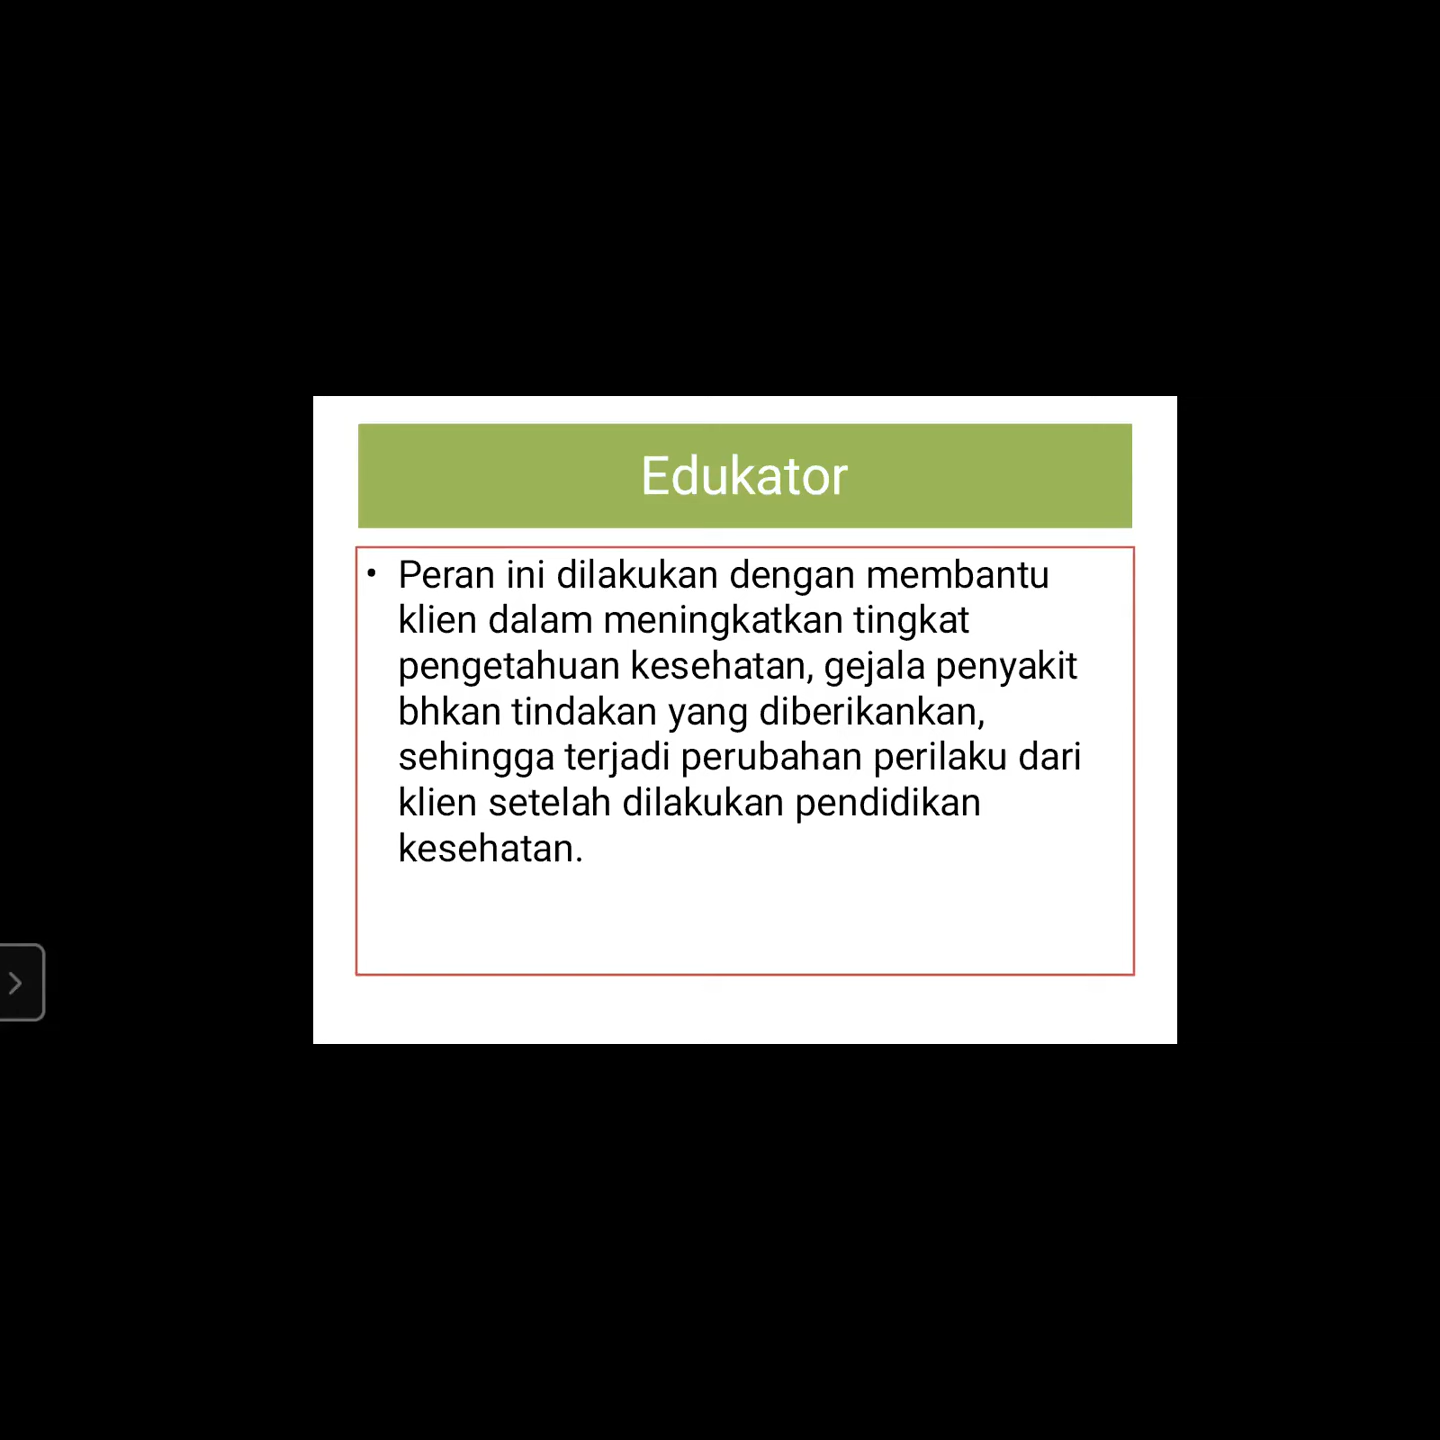 Edukator
• Peran ini dilakukan dengan membantu
klien dalam meningkatkan tingkat
pengetahuan kesehatan, gejala penyakit
bhkan tindakan yang diberikankan,
sehingga terjadi perubahan perilaku dari
klien setelah dilakukan pendidikan
kesehatan.